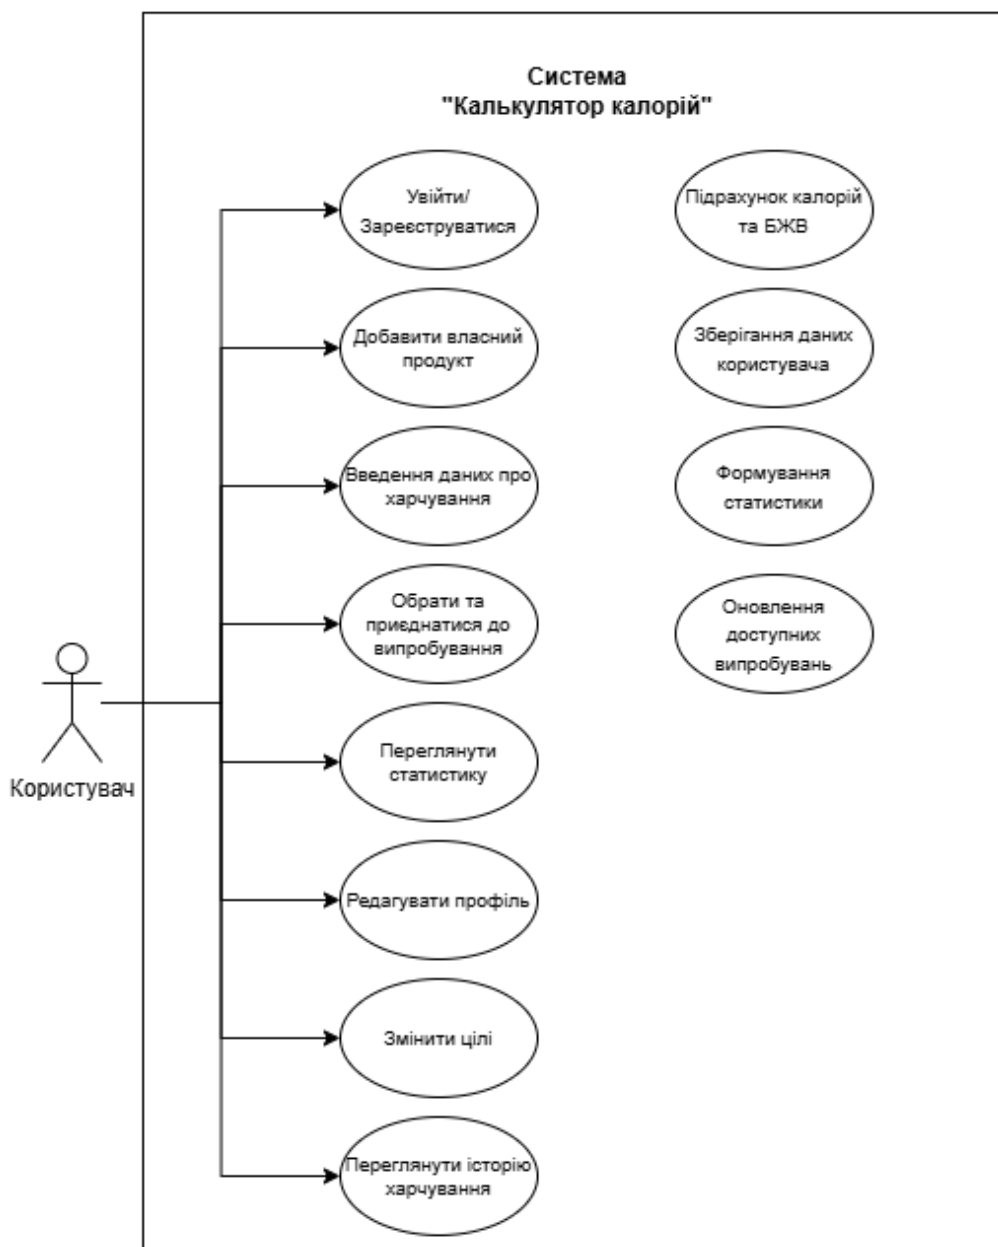 Система
"Калькулятор калорій"
Увійти/
Зареєструватися
Підрахунок калорій
та БЖВ
Добавити власний
продукт
Зберігання даних
користувача
Введення даних про
харчування
Формування
статистики
Обрати та
приєднатися до
випробування
Оновлення
доступних
випробувань
Переглянути
статистику
Користувач
Редагувати профіль
Змінити цілі
Переглянути історію
харчування